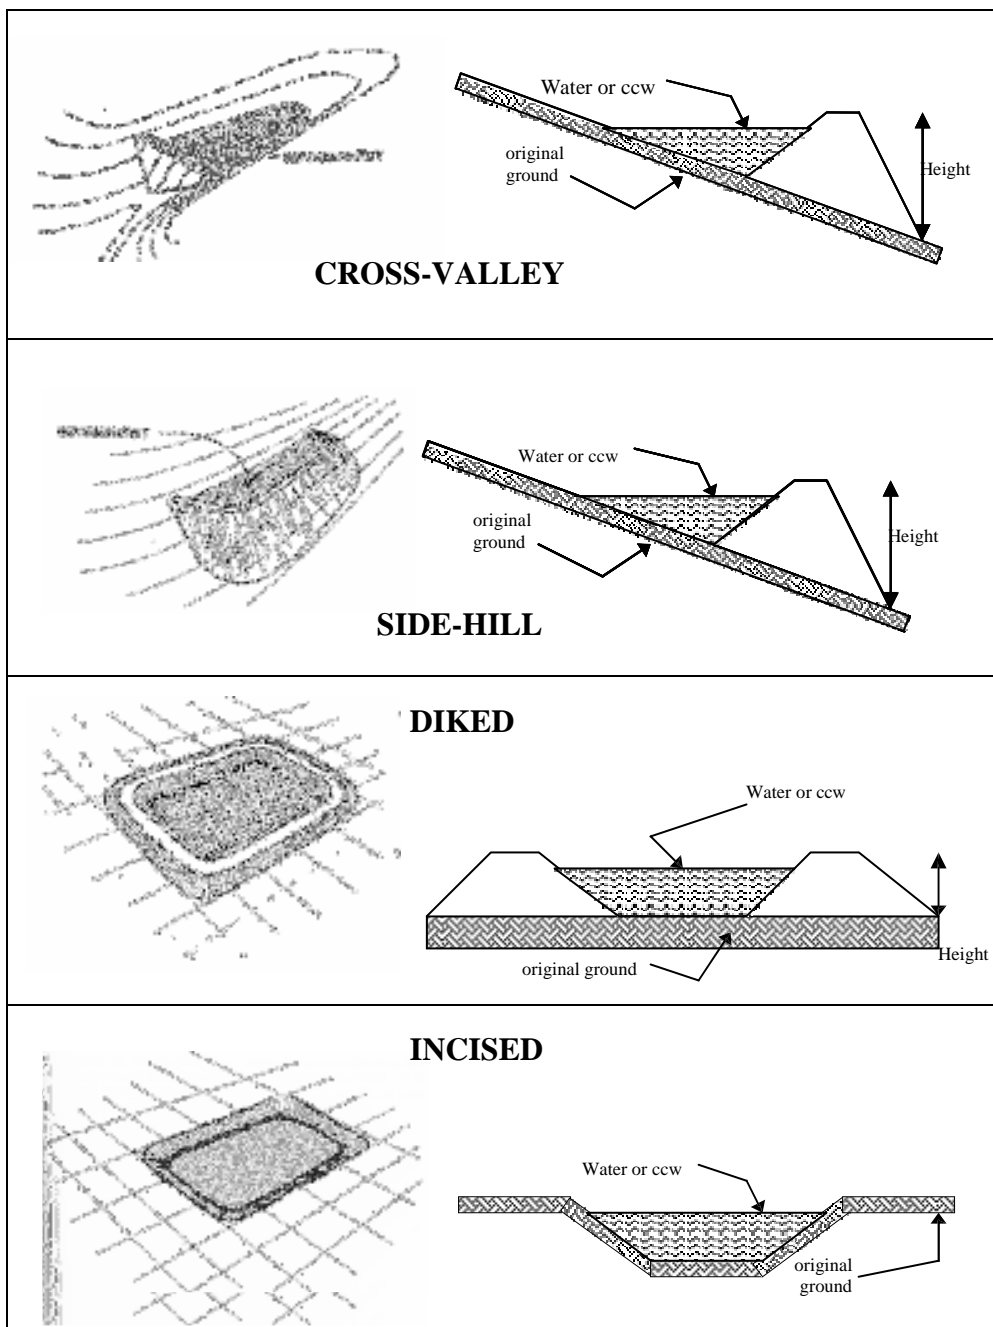 Water or ccw
original
ground
Height
CROSS-VALLEY
Water or ccw
original
ground
Height
SIDE-HILL
DIKED
Water or ccw
Height
original ground
INCISED
Water or ccw
original
ground